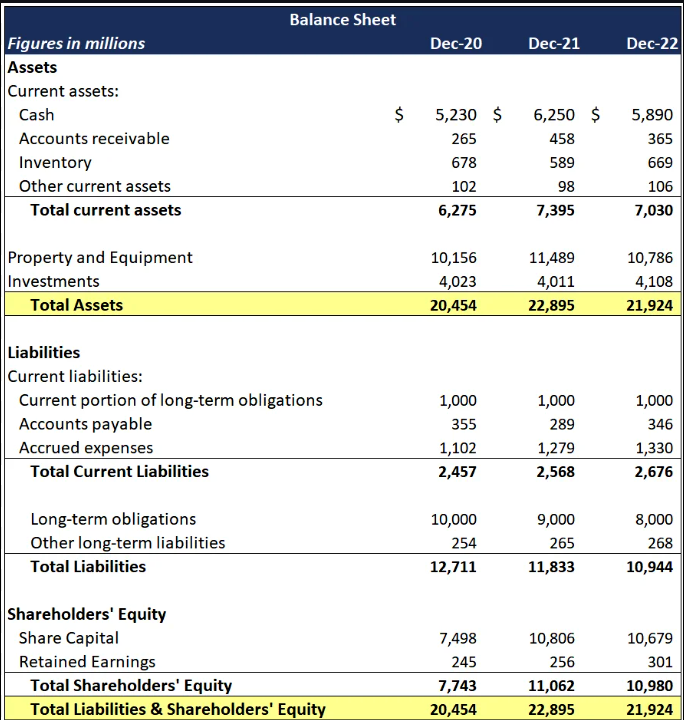 Balance Sheet
Figures in millions Dec-20 Dec-21 Dec-22
Assets
Current assets:
Cash $ 5,230 $ 6,250 $ 5,890
Accounts receivable 265 458 365
Inventory 678 589 669
Other current assets 102 98 106
Total current assets 6,275 7,395 7,030
Property and Equipment 10,156 11,489 10,786
Investments 4,023 4,011 4,108
Total Assets 20,454 22,895 21,924
Liabilities
Current liabilities:
Current portion of long-term obligations 1,000 1,000 1,000
Accounts payable 355 289 346
Accrued expenses 1,102 1,279 1,330
Total Current Liabilities 2,457 2,568 2,676
Long-term obligations 10,000 9,000 8,000
Other long-term liabilities 254 265 268
Total Liabilities 12,711 11,833 10,944
Shareholders' Equity
Share Capital 7,498 10,806 10,679
Retained Earnings 245 256 301
Total Shareholders' Equity 7,743 11,062 10,980
Total Liabilities & Shareholders' Equity 20,454 22,895 21,924